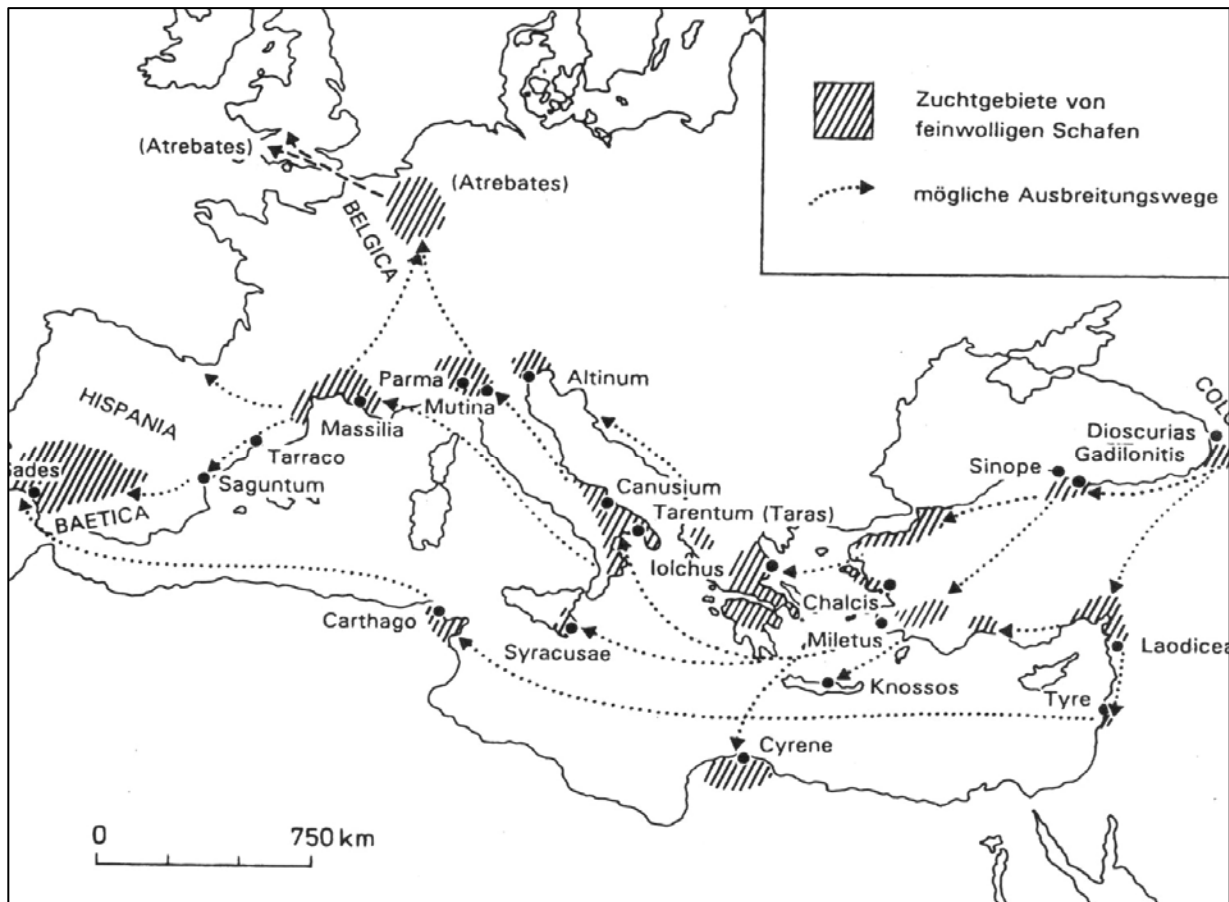 Zuchtgebiete von
feinwolligen Schafen
mögliche Ausbreitungswege
(Atrebates)
(Atrebates)
BELGICA
HISPANIA
Parma
Mutina
Altinum
Massilia
Tarraco
Saguntum
BAETICA
Canusium
Tarentum (Taras)
Iolchus
Chalcis
Miletus
Dioscurias
Gadilonitis
Sinope
Carthago
Syracusae
Knossos
Laodicea
Tyre
Cyrene
0 750 km